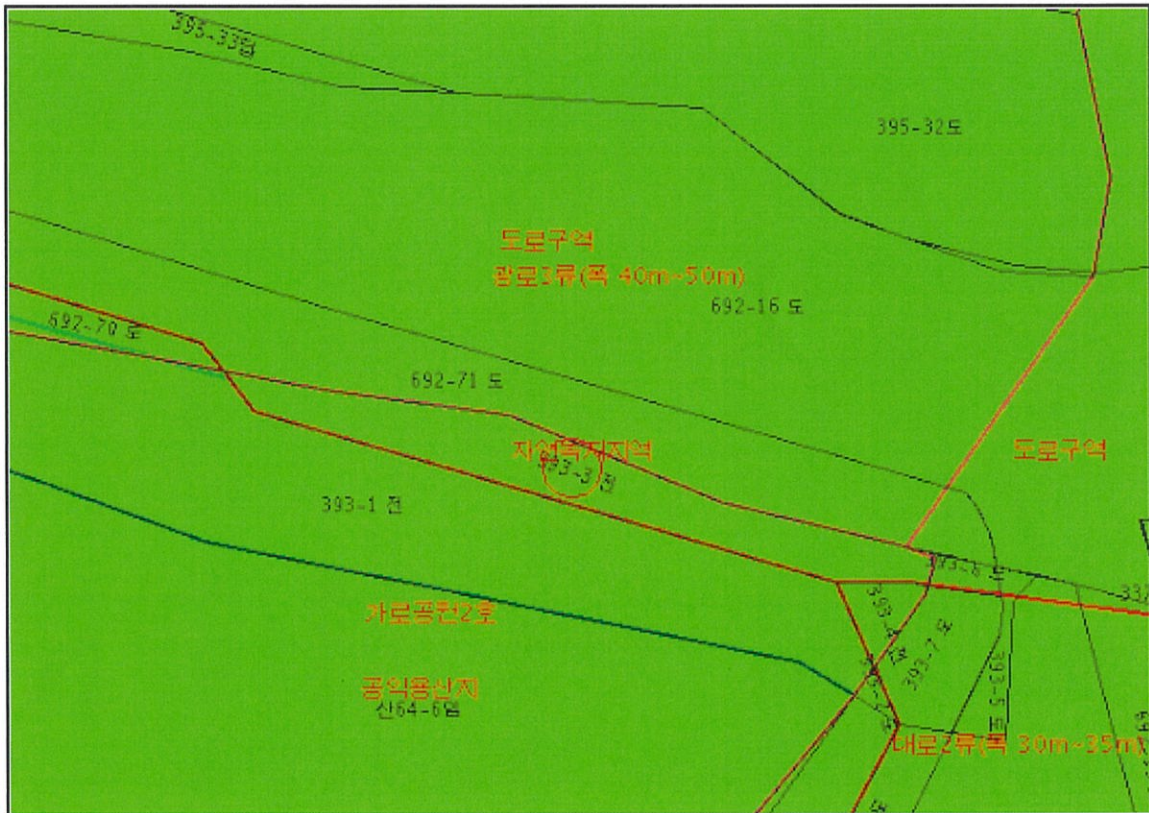 395-33임
395-32도
도로구역
광로3류(폭 40m~50m)
692-16 도
692-70 도
692-71 도
자연녹지지역
도로구역
393-3 전
393-1 전
가로공원2호
393-7 도
393-5 도
공익용산지
산64-6임
대로2류(폭 30m~35m)